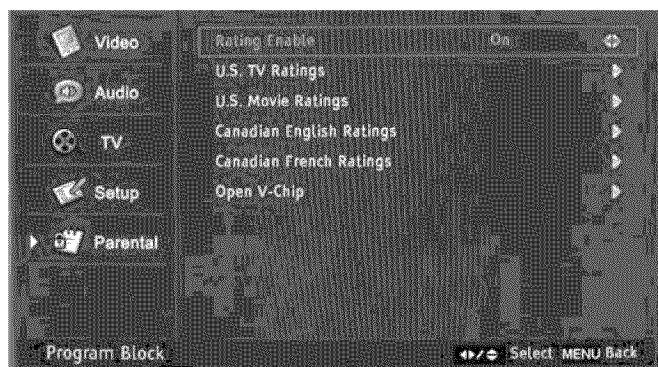 Video
Audio
TV
Setup
Parental
Rating Enable On
U.S. TV Ratings
U.S. Movie Ratings
Canadian English Ratings
Canadian French Ratings
Open V-Chip
Program Block
Select MENU Back